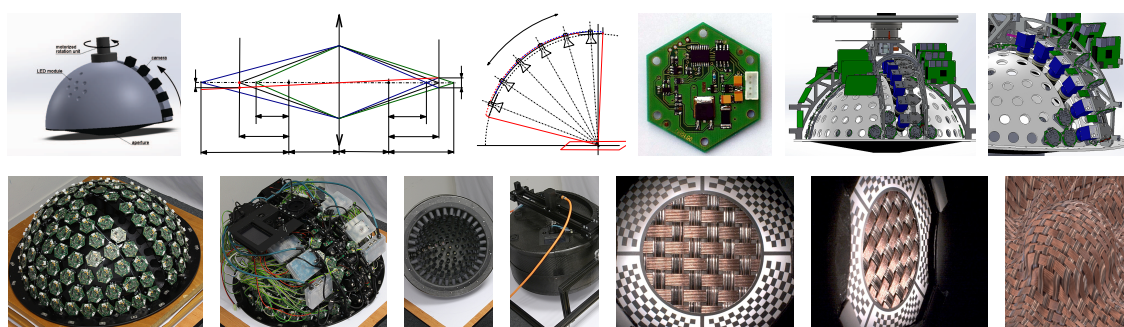 motorized
rotation unit
LED module
camera
aperture